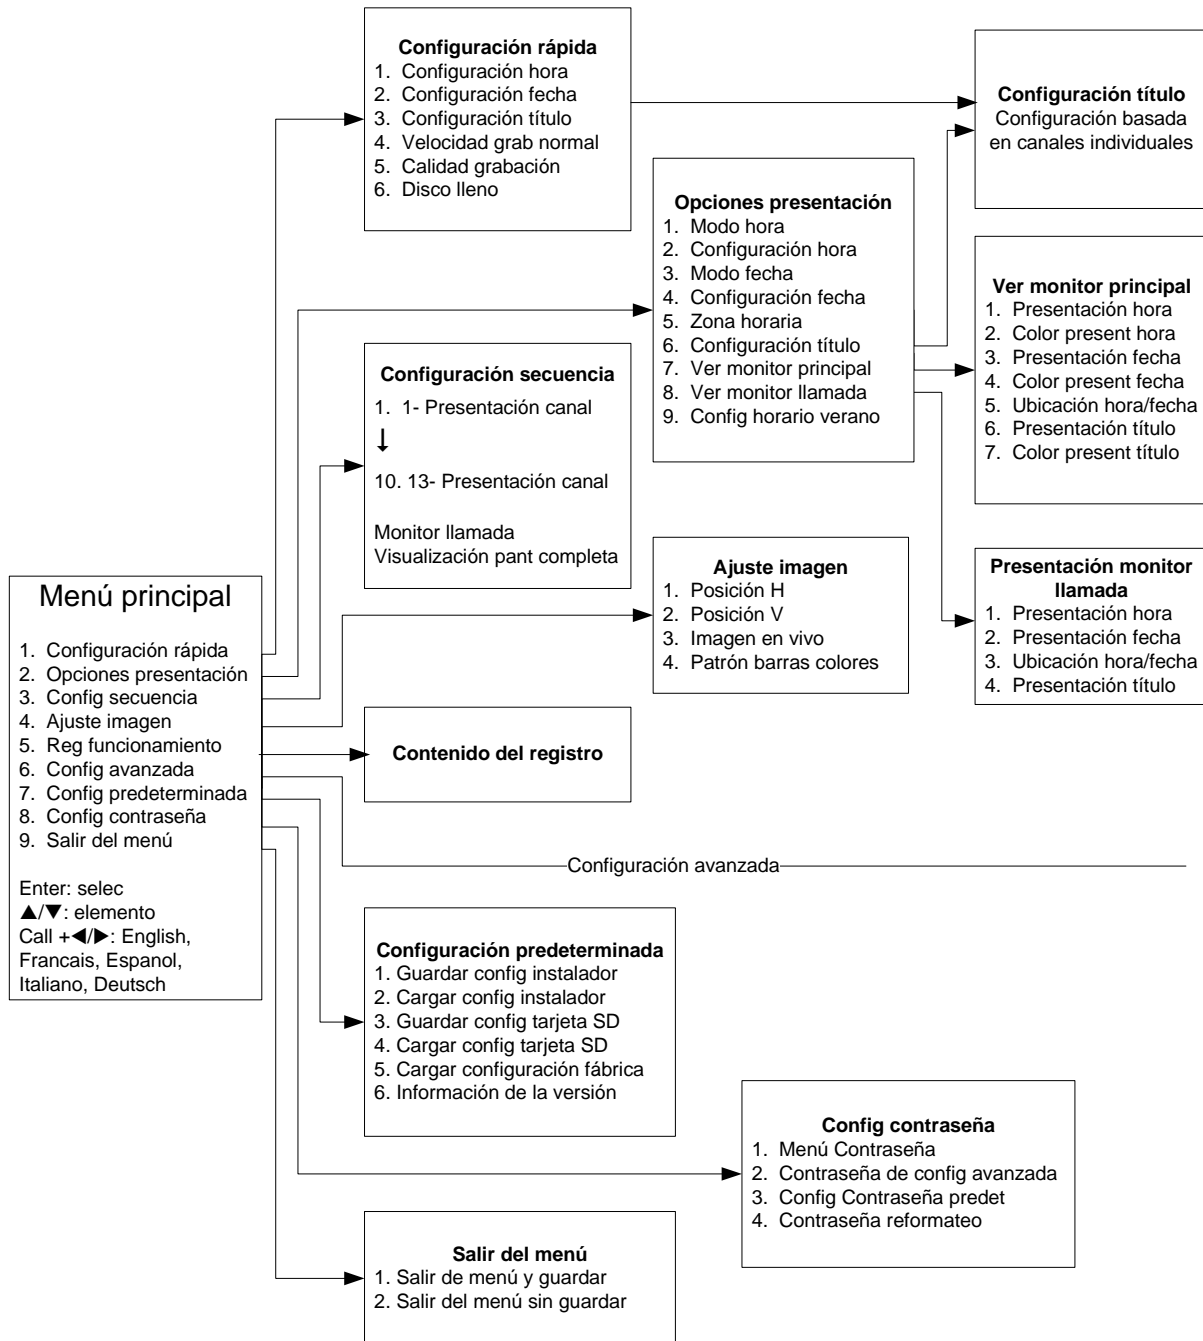 Configuración rápida
1. Configuración hora
2. Configuración fecha
3. Configuración título
4. Velocidad grab normal
5. Calidad grabación
6. Disco lleno
Configuración título
Configuración basada
en canales individuales
Opciones presentación
1. Modo hora
2. Configuración hora
3. Modo fecha
4. Configuración fecha
5. Zona horaria
6. Configuración título
7. Ver monitor principal
8. Ver monitor llamada
9. Config horario verano
Ver monitor principal
1. Presentación hora
2. Color present hora
3. Presentación fecha
4. Color present fecha
5. Ubicación hora/fecha
6. Presentación título
7. Color present título
Configuración secuencia
1. 1- Presentación canal
↓
10. 13- Presentación canal
Monitor llamada
Visualización pant completa
Ajuste imagen
1. Posición H
2. Posición V
3. Imagen en vivo
4. Patrón barras colores
Presentación monitor
llamada
1. Presentación hora
2. Presentación fecha
3. Ubicación hora/fecha
4. Presentación título
Menú principal
1. Configuración rápida
2. Opciones presentación
3. Config secuencia
4. Ajuste imagen
5. Reg funcionamiento
6. Config avanzada
7. Config predeterminada
8. Config contraseña
9. Salir del menú
Enter: selec
▲/▼: elemento
Call +◀/▶: English,
Francais, Espanol,
Italiano, Deutsch
Contenido del registro
Configuración avanzada
Configuración predeterminada
1. Guardar config instalador
2. Cargar config instalador
3. Guardar config tarjeta SD
4. Cargar config tarjeta SD
5. Cargar configuración fábrica
6. Información de la versión
Config contraseña
1. Menú Contraseña
2. Contraseña de config avanzada
3. Config Contraseña predet
4. Contraseña reformateo
Salir del menú
1. Salir de menú y guardar
2. Salir del menú sin guardar